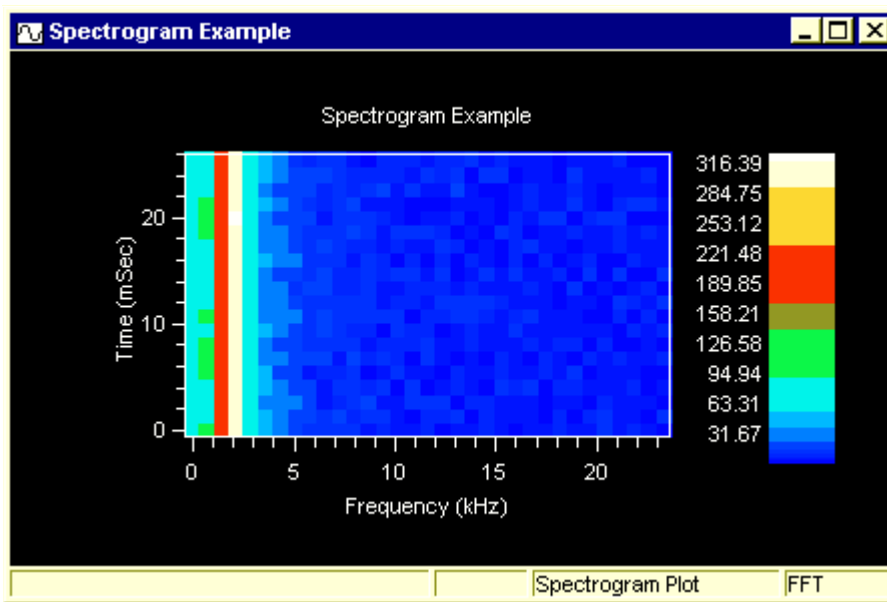 Spectrogram Example
Spectrogram Example
Time (mSec)
20
10
0
0 5 10 15 20
Frequency (kHz)
316.39
284.75
253.12
221.48
189.85
158.21
126.58
94.94
63.31
31.67
Spectrogram Plot FFT